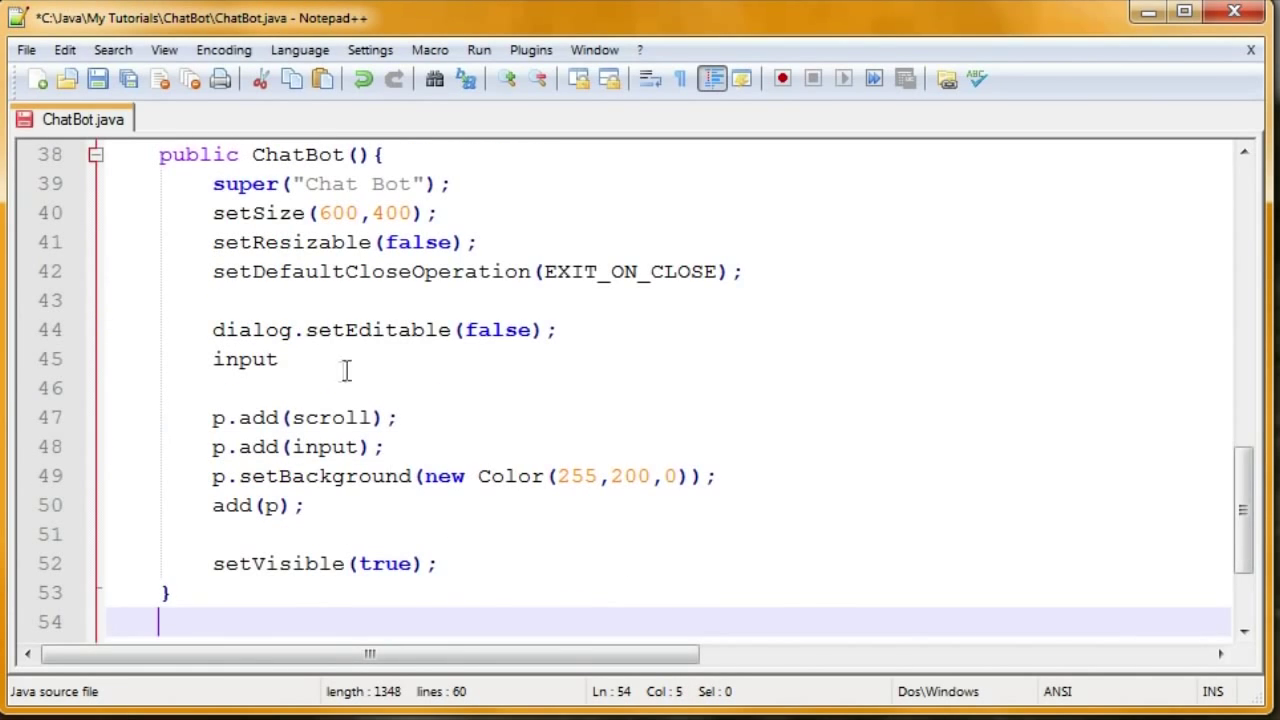 *C:\Java\My Tutorials\ChatBot\ChatBot.java - Notepad++
File Edit Search View Encoding Language Settings Macro Run Plugins Window ? X
ABC
ChatBot.java
38 public ChatBot(){
39 super("Chat Bot");
40 setSize(600,400);
41 setResizable(false);
42 setDefaultCloseOperation(EXIT_ON_CLOSE);
43
44 dialog.setEditable(false);
45 input
46
47 p.add(scroll);
48 p.add(input);
49 p.setBackground(new Color(255,200,0));
50 add(p);
51
52 setVisible(true);
53 }
54
Java source file length : 1348 lines : 60 Ln : 54 Col : 5 Sel : 0 Dos\Windows ANSI INS